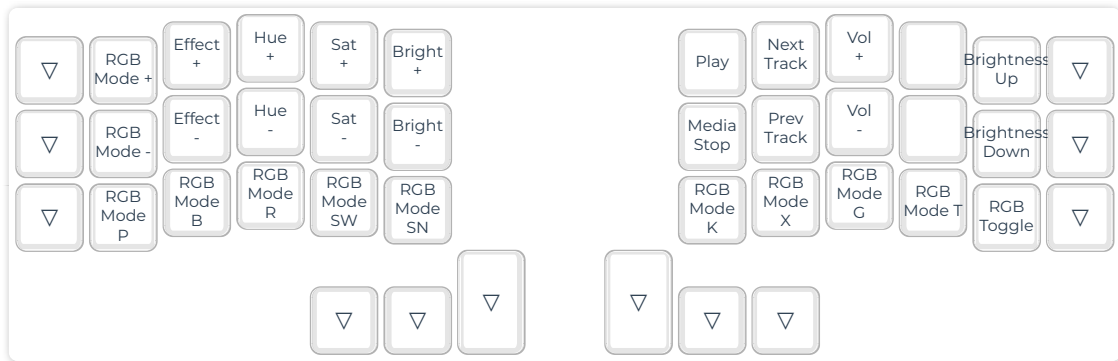 ▽ RGB Mode + Effect + Hue + Sat + Bright + Play Next Track Vol + Brightness Up ▽
▽ RGB Mode - Effect - Hue - Sat - Bright - Media Stop Prev Track Vol - Brightness Down ▽
▽ RGB Mode P RGB Mode B RGB Mode R RGB Mode SW RGB Mode SN RGB Mode K RGB Mode X RGB Mode G RGB Mode T RGB Toggle ▽
▽ ▽ ▽ ▽ ▽ ▽